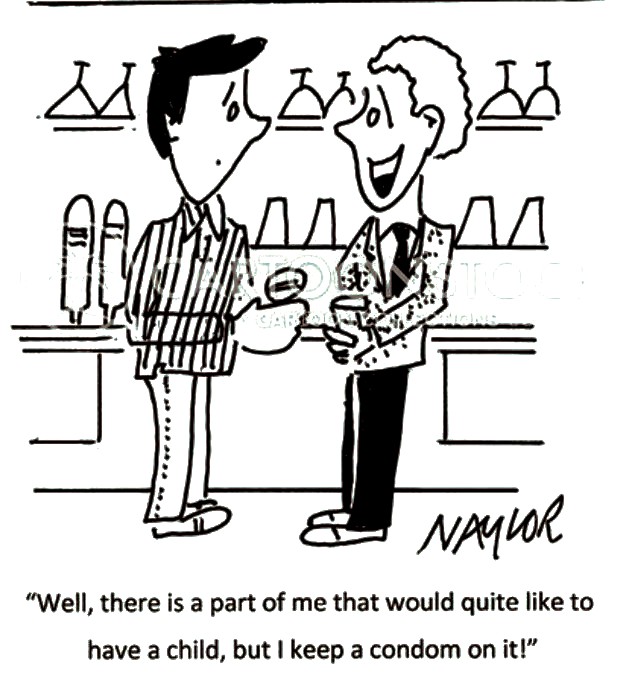 CARTOONSTOCK
NAYLOR
“Well, there is a part of me that would quite like to
have a child, but I keep a condom on it!”